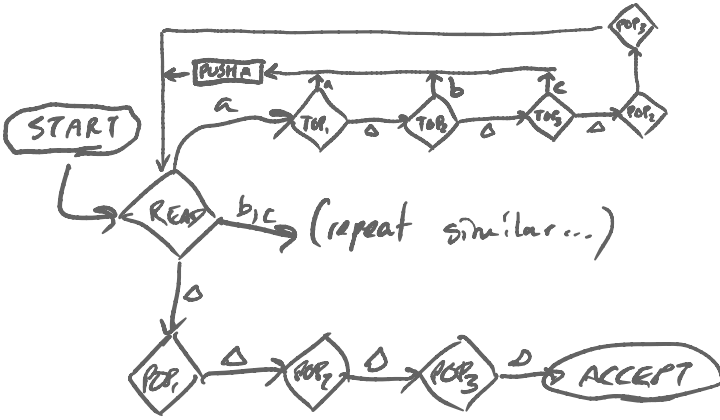 POP₃
PUSH A
a b c
a TOP₁ Δ TOP₂ Δ TOP₃ Δ POP₂
START
READ b,c (repeat similar...)
Δ
POP₁ Δ POP₂ Δ POP₃ Δ ACCEPT